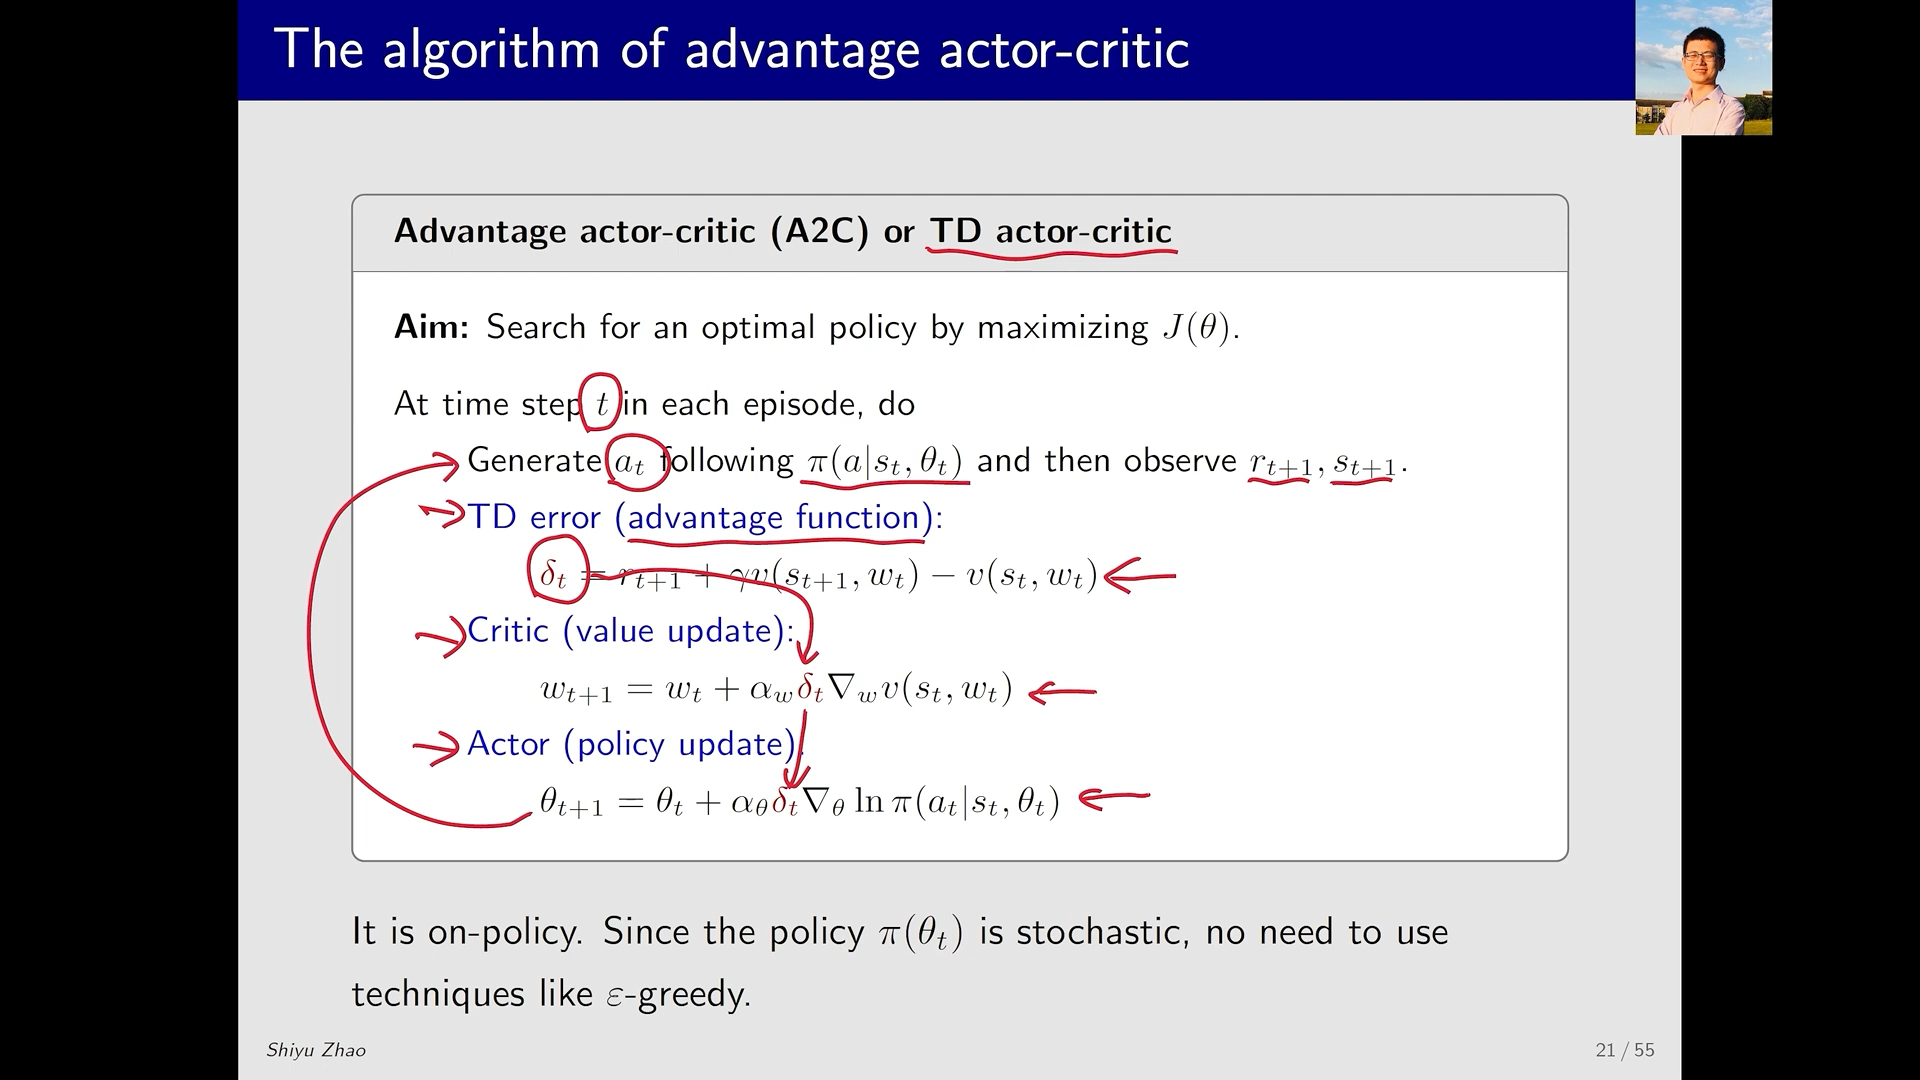 The algorithm of advantage actor-critic
Advantage actor-critic (A2C) or TD actor-critic
Aim: Search for an optimal policy by maximizing J(θ).
At time step t in each episode, do
Generate a_t following π(a|s_t, θ_t) and then observe r_{t+1}, s_{t+1}.
TD error (advantage function):
δ_t = r_{t+1} + γv(s_{t+1}, w_t) − v(s_t, w_t)
Critic (value update):
w_{t+1} = w_t + α_w δ_t ∇_w v(s_t, w_t)
Actor (policy update):
θ_{t+1} = θ_t + α_θ δ_t ∇_θ ln π(a_t|s_t, θ_t)
It is on-policy. Since the policy π(θ_t) is stochastic, no need to use
techniques like ε-greedy.
Shiyu Zhao
21 / 55